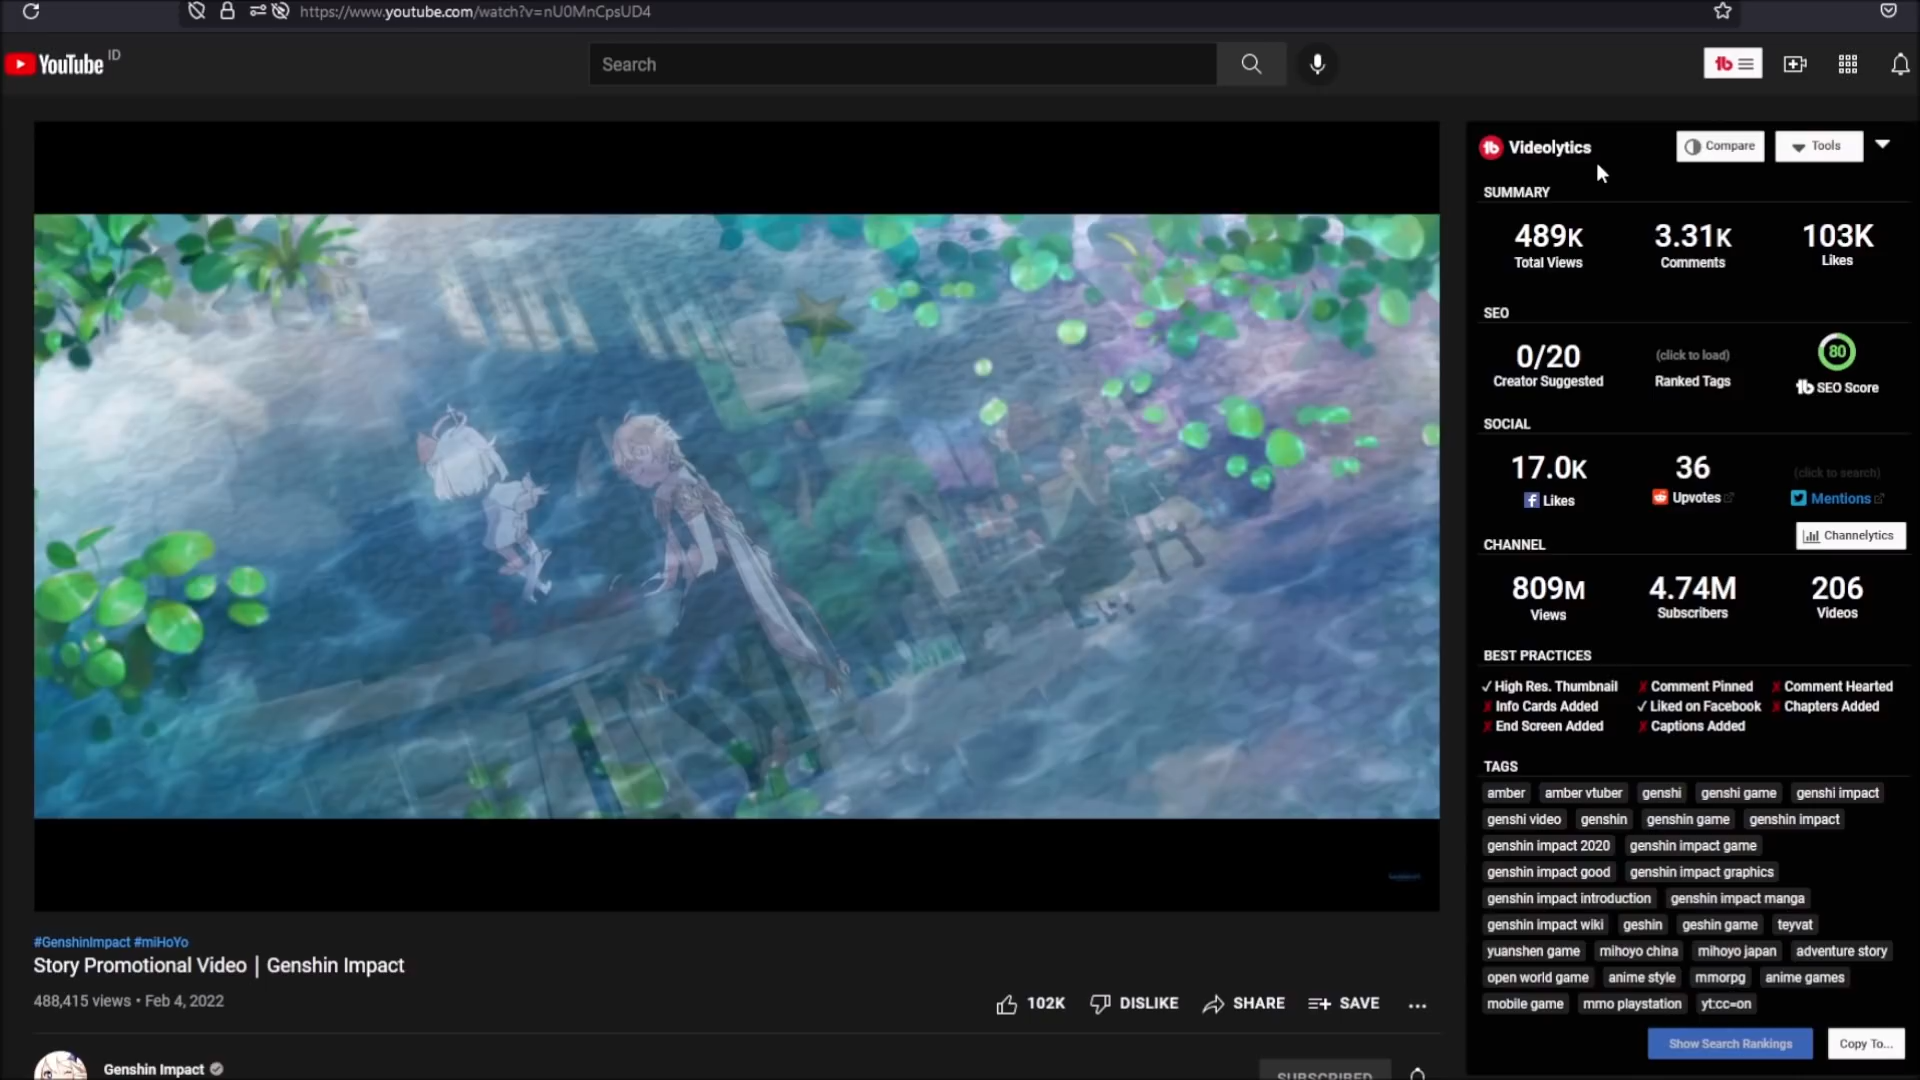 https://www.youtube.com/watch?v=nU0MnCpsUD4
YouTube ID
Search
Videolytics
Compare
Tools
SUMMARY
489K 3.31K 103K
Total Views Comments Likes
SEO
0/20 (click to load) 80
Creator Suggested Ranked Tags SEO Score
SOCIAL
17.0K 36 (click to search)
Likes Upvotes Mentions
CHANNEL Channelytics
809M 4.74M 206
Views Subscribers Videos
BEST PRACTICES
✓ High Res. Thumbnail ✗ Comment Pinned ✗ Comment Hearted
✗ Info Cards Added ✓ Liked on Facebook ✗ Chapters Added
✗ End Screen Added ✗ Captions Added
TAGS
amber amber vtuber genshi genshi game genshi impact
genshi video genshin genshin game genshin impact
genshin impact 2020 genshin impact game
genshin impact good genshin impact graphics
genshin impact introduction genshin impact manga
genshin impact wiki geshin geshin game teyvat
yuanshen game mihoyo china mihoyo japan adventure story
open world game anime style mmorpg anime games
mobile game mmo playstation yt:cc=on
Show Search Rankings Copy To...
#GenshinImpact #miHoYo
Story Promotional Video | Genshin Impact
488,415 views • Feb 4, 2022
102K DISLIKE SHARE SAVE ...
Genshin Impact
SUBSCRIBED